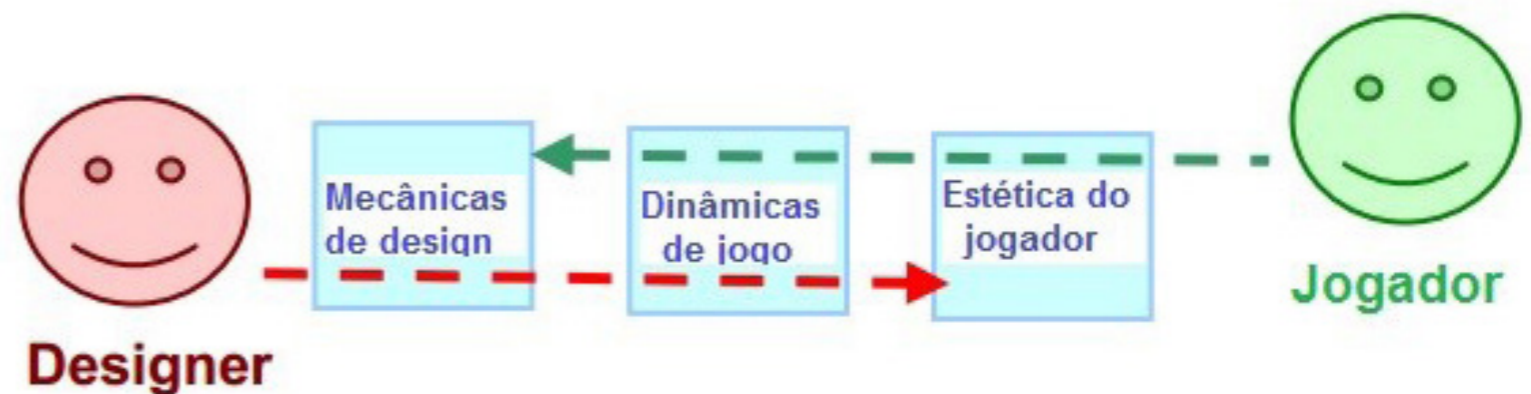 Mecânicas
de design
Dinâmicas
de jogo
Estética do
jogador
Designer
Jogador